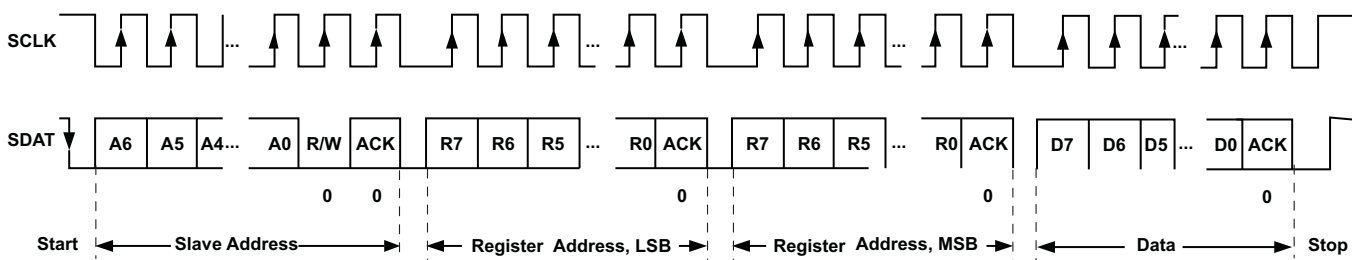 SCLK ... ... ... ...
SDAT A6 A5 A4... A0 R/W ACK R7 R6 R5 ... R0 ACK R7 R6 R5 ... R0 ACK D7 D6 D5 ... D0 ACK
0 0 0 0 0
Start Slave Address Register Address, LSB Register Address, MSB Data Stop